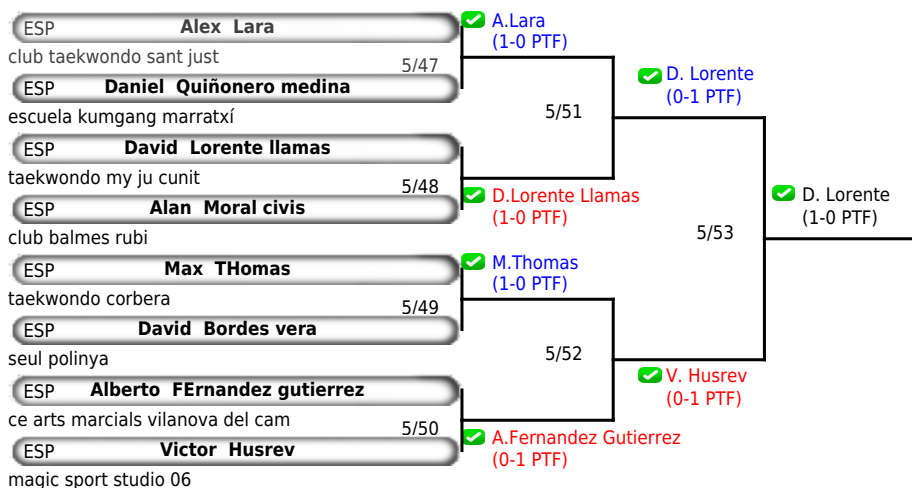 ESP Alex Lara
club taekwondo sant just
5/47
ESP Daniel Quiñonero medina
escuela kumgang marratxí
ESP David Lorente llamas
taekwondo my ju cunit
5/48
ESP Alan Moral civis
club balmes rubi
ESP Max THomas
taekwondo corbera
5/49
ESP David Bordes vera
seul polinya
ESP Alberto FErnandez gutierrez
ce arts marcials vilanova del cam
5/50
ESP Victor Husrev
magic sport studio 06
A.Lara
(1-0 PTF)
5/51
D.Lorente Llamas
(1-0 PTF)
M.Thomas
(1-0 PTF)
5/52
A.Fernandez Gutierrez
(0-1 PTF)
D. Lorente
(0-1 PTF)
5/53
V. Husrev
(0-1 PTF)
D. Lorente
(1-0 PTF)